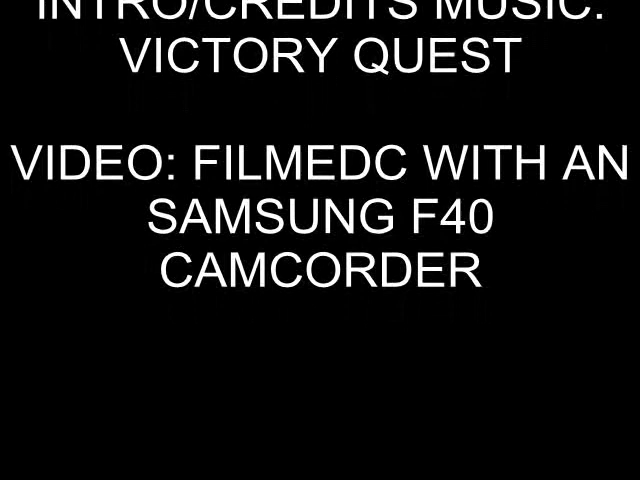 INTRO/CREDITS MUSIC:
VICTORY QUEST
VIDEO: FILMEDC WITH AN
SAMSUNG F40
CAMCORDER